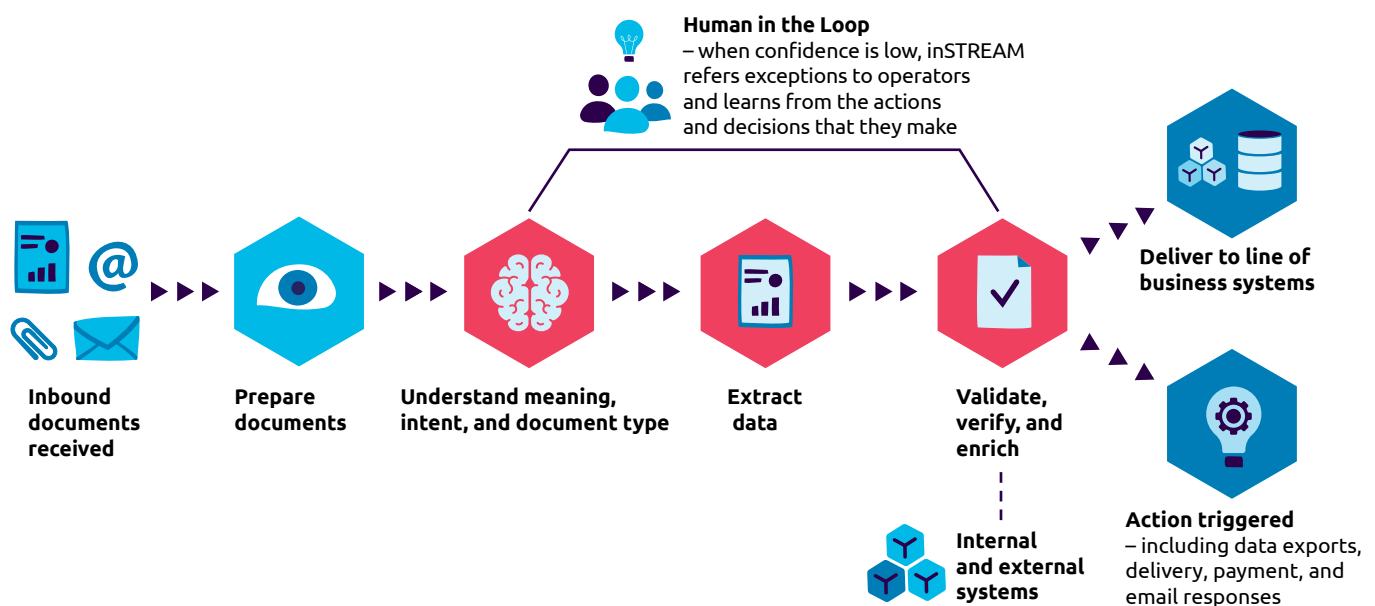 Human in the Loop
– when confidence is low, inSTREAM
refers exceptions to operators
and learns from the actions
and decisions that they make
@
Inbound
documents
received
Prepare
documents
Understand meaning,
intent, and document type
Extract
data
Validate,
verify, and
enrich
Deliver to line of
business systems
Internal
and external
systems
Action triggered
– including data exports,
delivery, payment, and
email responses